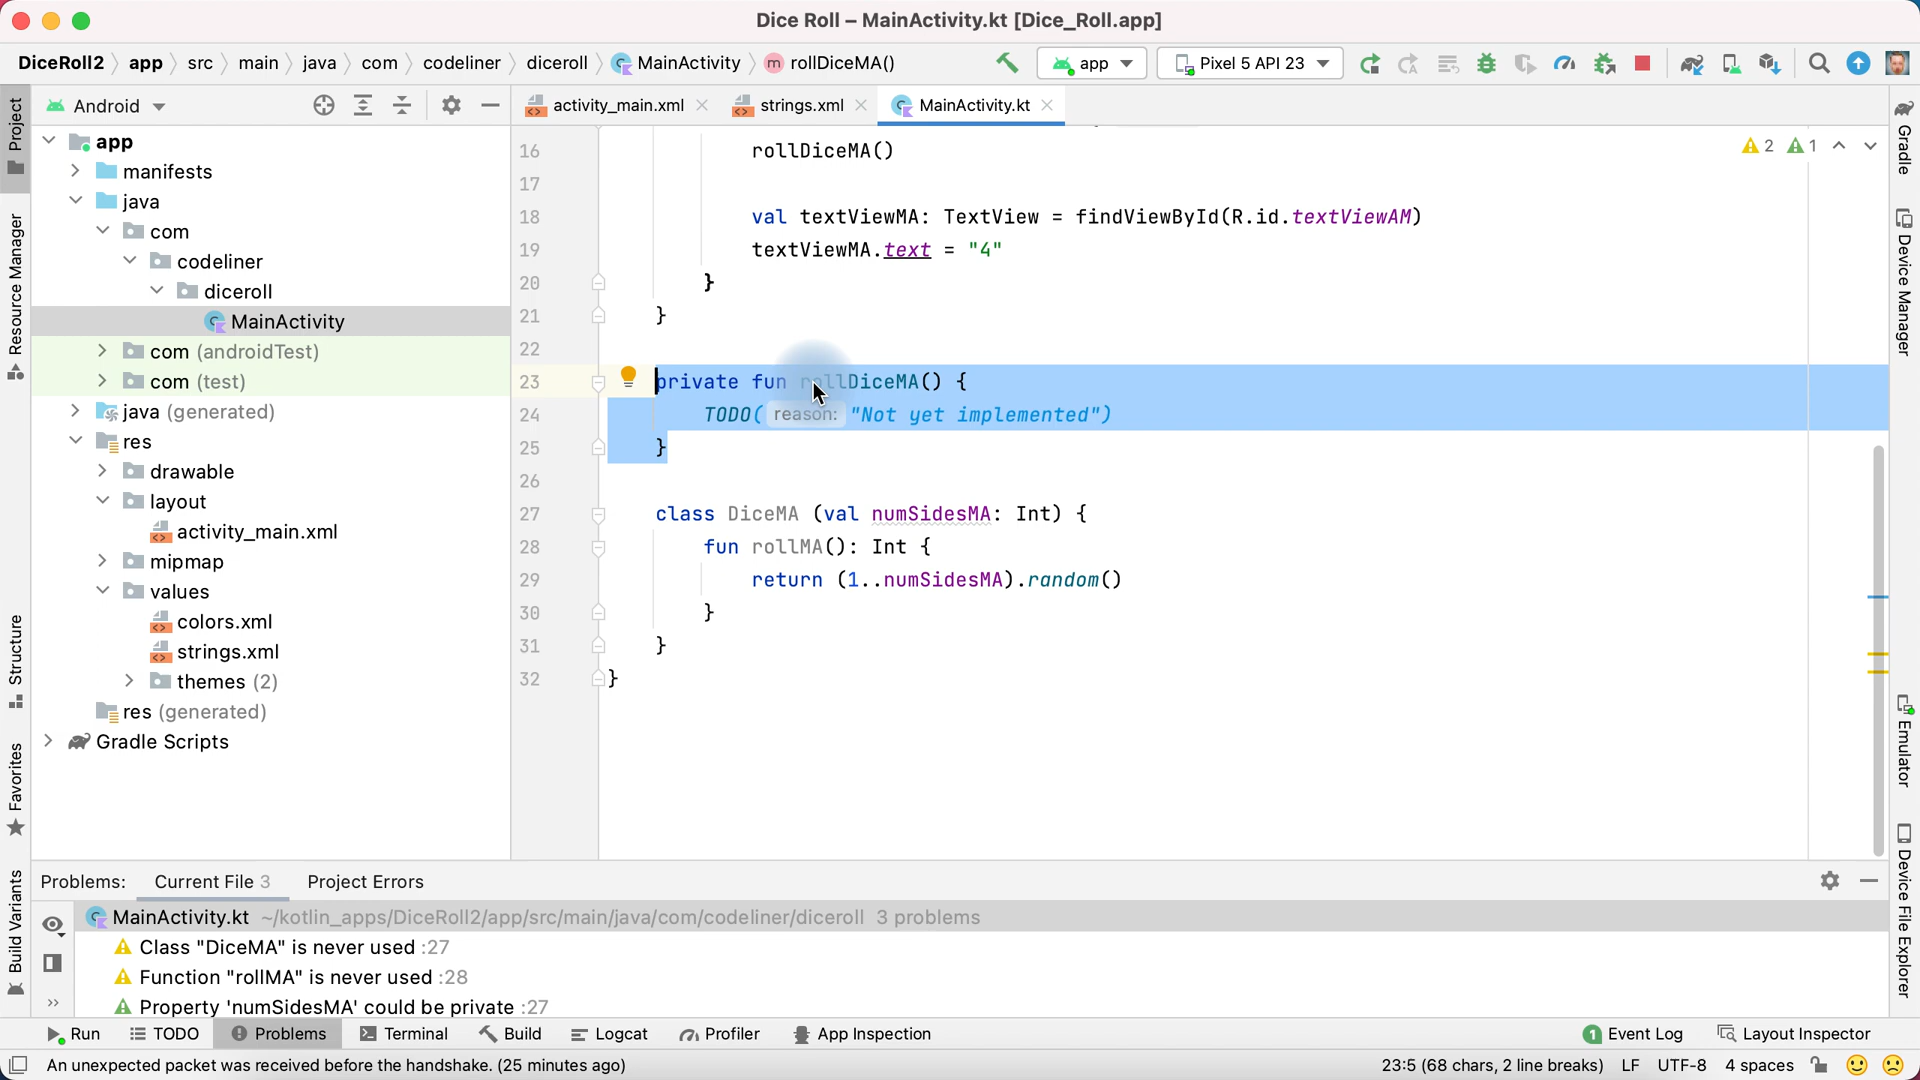 Dice Roll – MainActivity.kt [Dice_Roll.app]
DiceRoll2 app src main java com codeliner diceroll MainActivity m rollDiceMA() app Pixel 5 API 23
Project
Resource Manager
Structure
Favorites
Build Variants
Android
app
manifests
java
com
codeliner
diceroll
MainActivity
com (androidTest)
com (test)
java (generated)
res
drawable
layout
activity_main.xml
mipmap
values
colors.xml
strings.xml
themes (2)
res (generated)
Gradle Scripts
activity_main.xml strings.xml MainActivity.kt
2 1
16 rollDiceMA()
17
18 val textViewMA: TextView = findViewById(R.id.textViewAM)
19 textViewMA.text = "4"
20 }
21 }
22
23 private fun rollDiceMA() {
24 TODO( reason: "Not yet implemented")
25 }
26
27 class DiceMA (val numSidesMA: Int) {
28 fun rollMA(): Int {
29 return (1..numSidesMA).random()
30 }
31 }
32 }
Gradle
Device Manager
Emulator
Device File Explorer
Problems: Current File 3 Project Errors
MainActivity.kt ~/kotlin_apps/DiceRoll2/app/src/main/java/com/codeliner/diceroll 3 problems
Class "DiceMA" is never used :27
Function "rollMA" is never used :28
Property 'numSidesMA' could be private :27
Run TODO Problems Terminal Build Logcat Profiler App Inspection 1 Event Log Layout Inspector
An unexpected packet was received before the handshake. (25 minutes ago) 23:5 (68 chars, 2 line breaks) LF UTF-8 4 spaces